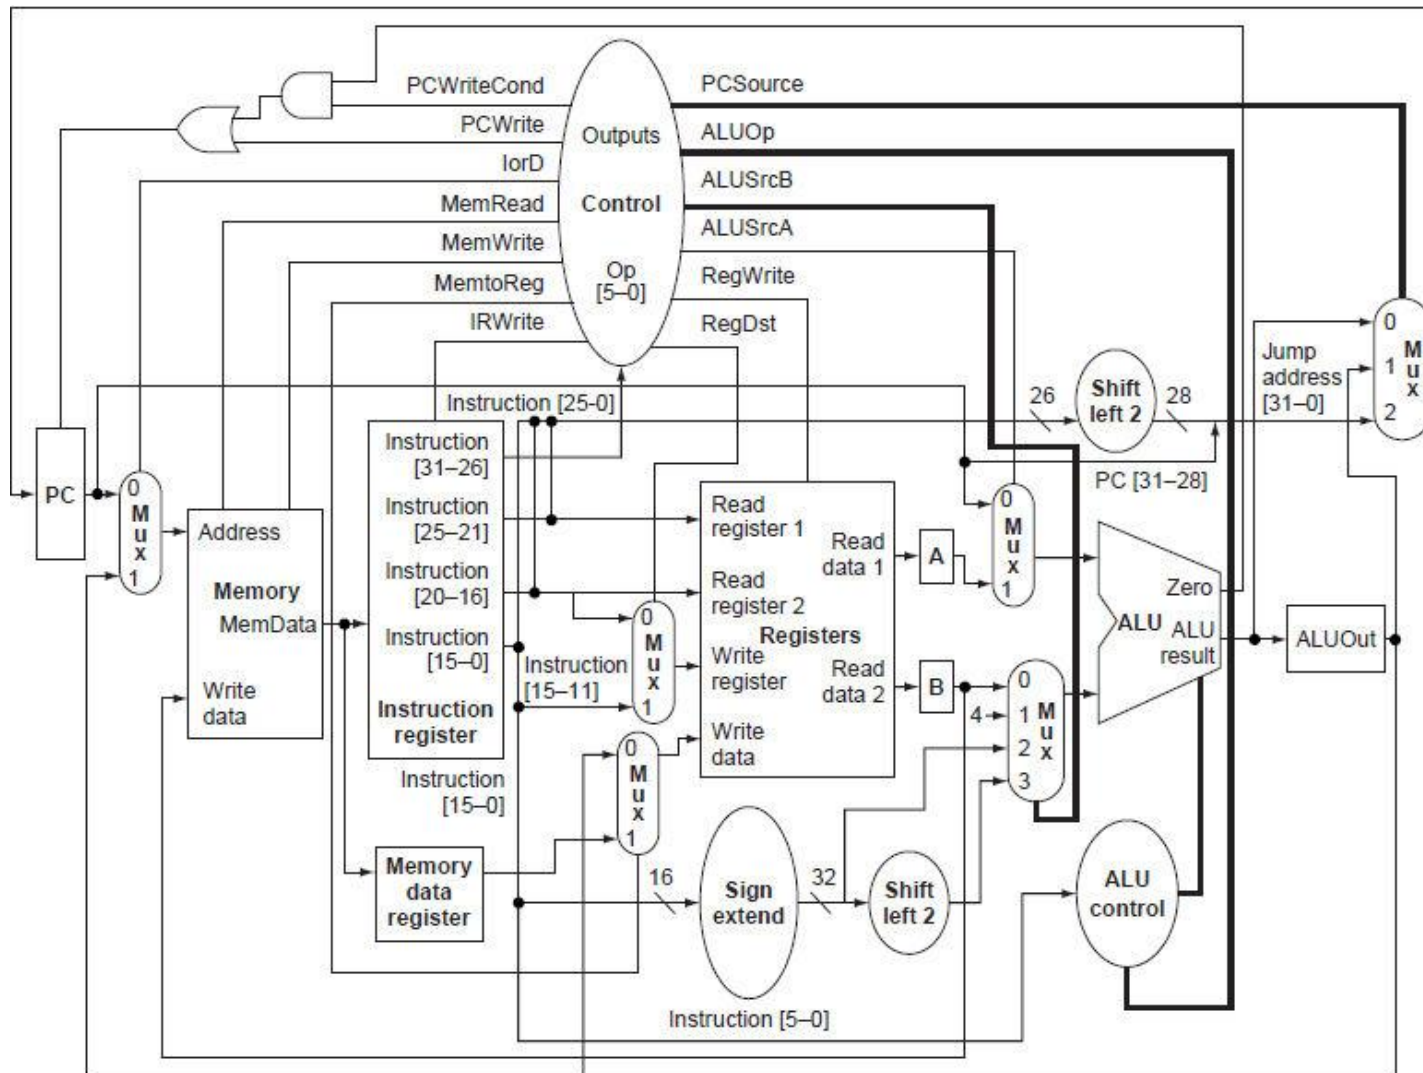 PCWriteCond
PCWrite
IorD
MemRead
MemWrite
MemtoReg
IRWrite
Outputs
Control
Op
[5–0]
PCSource
ALUOp
ALUSrcB
ALUSrcA
RegWrite
RegDst
Instruction [25-0]
26
Shift
left 2
28
Jump
address
[31–0]
0
1
2
M
u
x
PC [31–28]
PC
0
M
u
x
1
Address
Memory
MemData
Write
data
Instruction
[31–26]
Instruction
[25–21]
Instruction
[20–16]
Instruction
[15–0]
Instruction
register
Instruction
[15–11]
0
M
u
x
1
Instruction
[15–0]
0
M
u
x
1
Memory
data
register
Read
register 1
Read
register 2
Registers
Write
register
Write
data
Read
data 1
Read
data 2
A
B
0
M
u
x
1
4
0
1
2
3
M
u
x
Zero
ALU
ALU
result
ALUOut
16
Sign
extend
32
Shift
left 2
ALU
control
Instruction [5–0]